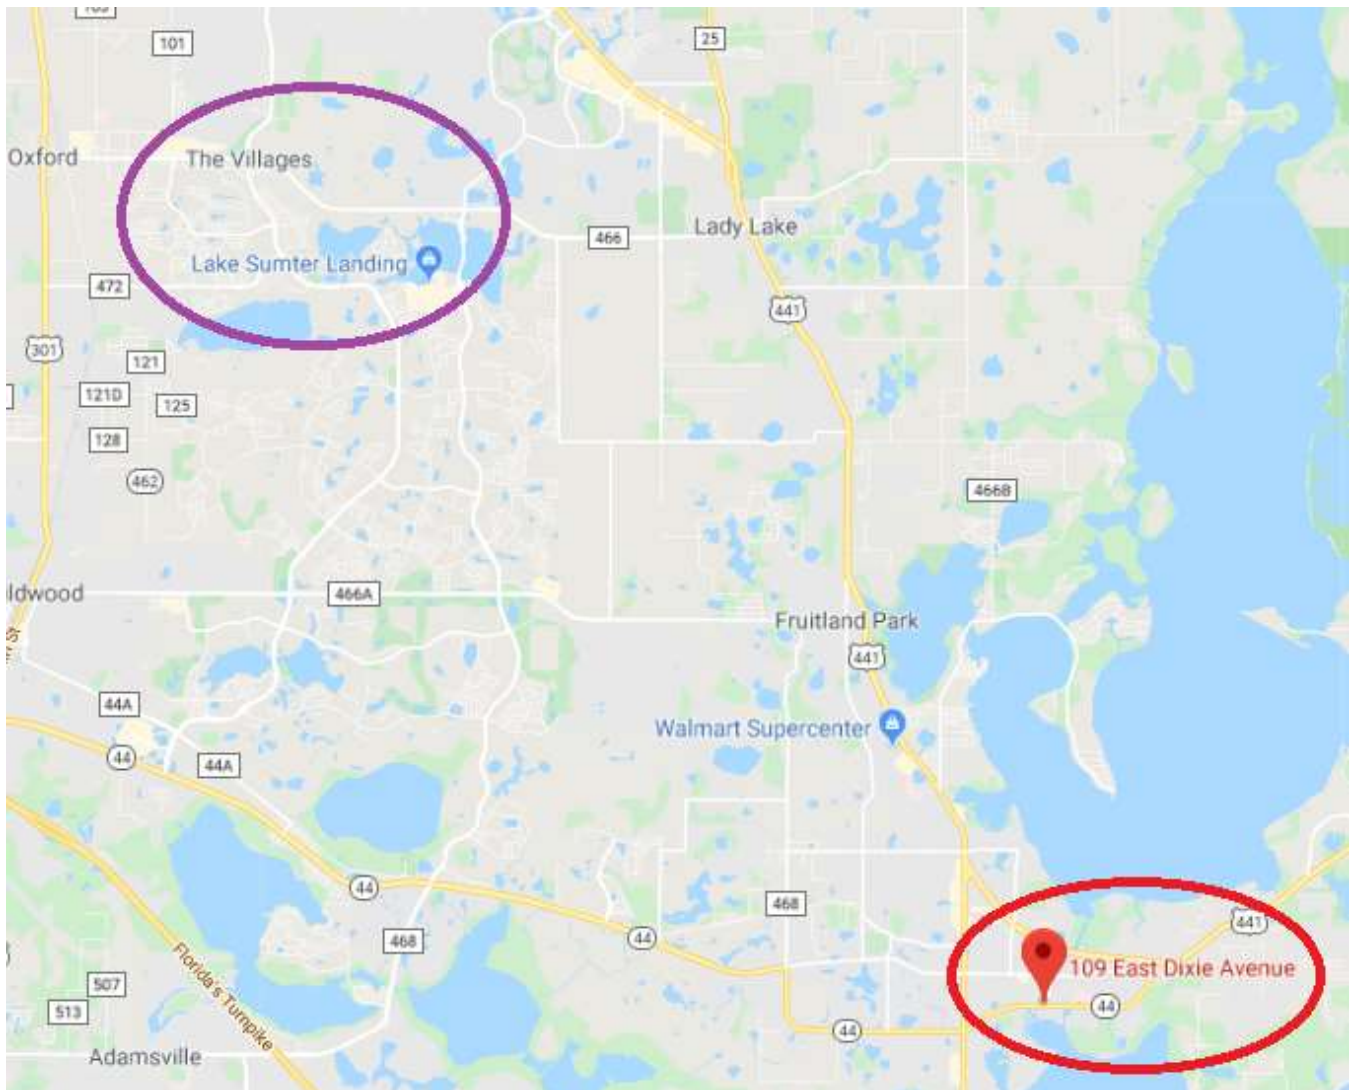 101
25
Oxford
The Villages
Lady Lake
466
Lake Sumter Landing
472
441
301
121
121D
125
128
462
466B
ldwood
466A
Fruitland Park
441
44A
Walmart Supercenter
44
44A
44
468
441
44
468
109 East Dixie Avenue
507
Florida's Turnpike
44
513
44
Adamsville